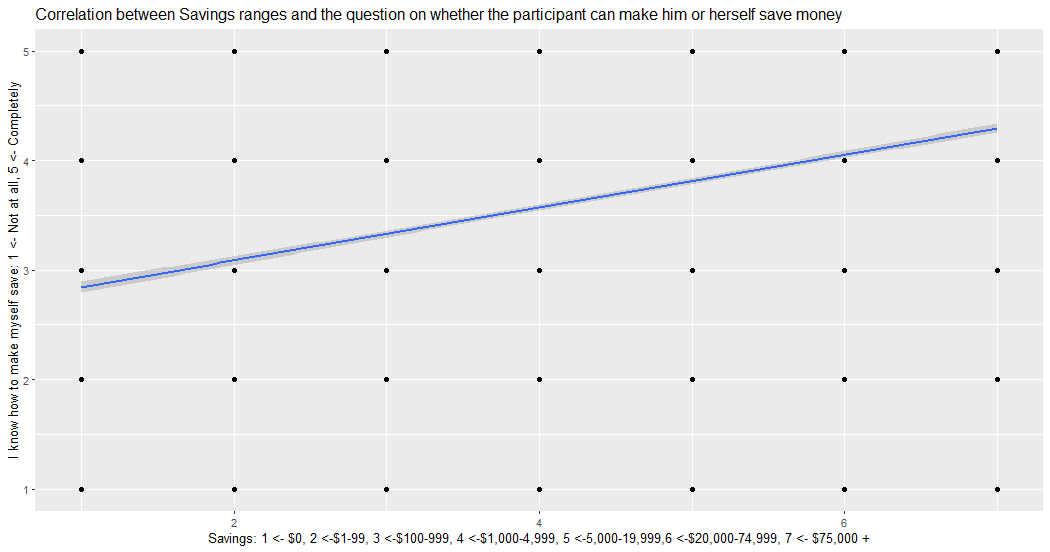 Correlation between Savings ranges and the question on whether the participant can make him or herself save money
I know how to make myself save: 1 <- Not at all, 5 <- Completely
5
4
3
2
1
2
4
6
Savings: 1 <- $0, 2 <-$1-99, 3 <-$100-999, 4 <-$1,000-4,999, 5 <-5,000-19,999,6 <-$20,000-74,999, 7 <- $75,000 +